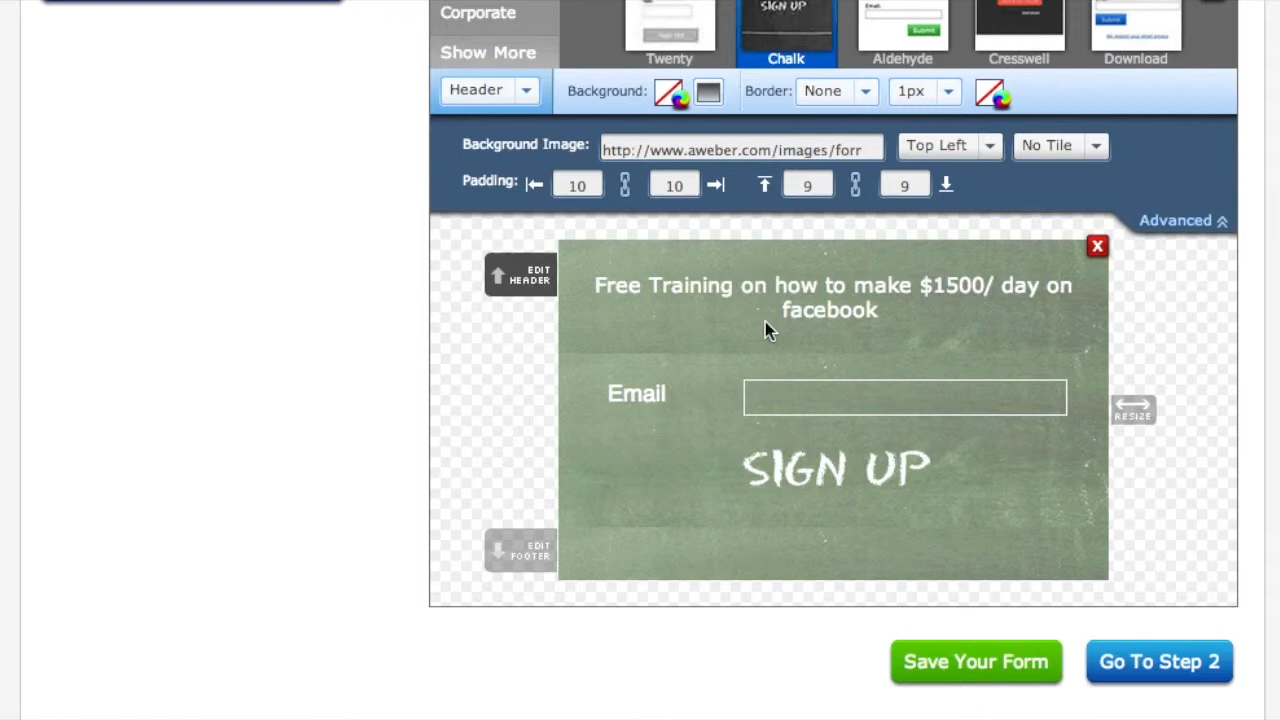 Corporate
Show More
SIGN UP
Email
Submit
Submit
Twenty
Chalk
Aldehyde
Cresswell
Download
Header
Background:
Border:
None
1px
Background Image:
http://www.aweber.com/images/forr
Top Left
No Tile
Padding:
10
10
9
9
Advanced
EDIT
HEADER
X
Free Training on how to make $1500/ day on
facebook
Email
RESIZE
SIGN UP
EDIT
FOOTER
Save Your Form
Go To Step 2